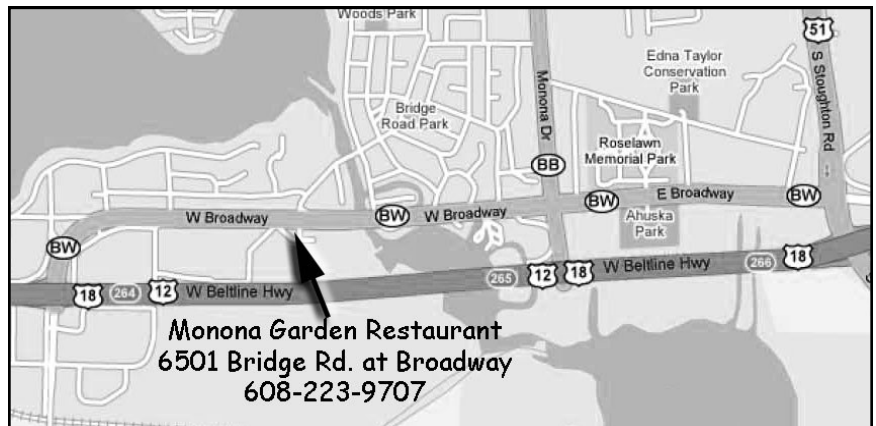 Woods Park
51
Edna Taylor
Conservation
Park
S Stoughton Rd
Monona Dr
Bridge
Road Park
Roselawn
Memorial Park
BB
E Broadway
BW
BW
BW
W Broadway
W Broadway
Ahuska
Park
BW
W Beltline Hwy
266
18
265
12
18
18
264
12
W Beltline Hwy
Monona Garden Restaurant
6501 Bridge Rd. at Broadway
608-223-9707